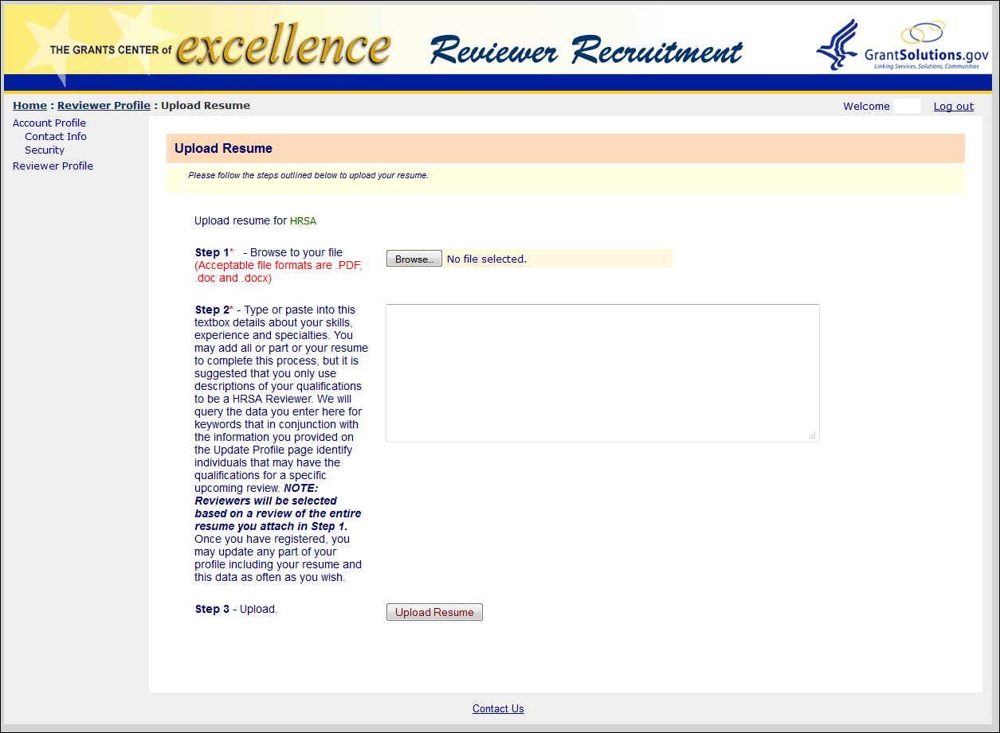 THE GRANTS CENTER of excellence
Reviewer Recruitment
GrantSolutions.gov
Linking Services, Solutions, Communities
Home : Reviewer Profile : Upload Resume
Welcome
Log out
Account Profile
Contact Info
Security
Reviewer Profile
Upload Resume
Please follow the steps outlined below to upload your resume.
Upload resume for HRSA
Step 1* - Browse to your file
(Acceptable file formats are .PDF,
.doc and .docx)
Browse... No file selected.
Step 2* - Type or paste into this
textbox details about your skills,
experience and specialties. You
may add all or part or your resume
to complete this process, but it is
suggested that you only use
descriptions of your qualifications
to be a HRSA Reviewer. We will
query the data you enter here for
keywords that in conjunction with
the information you provided on
the Update Profile page identify
individuals that may have the
qualifications for a specific
upcoming review. NOTE:
Reviewers will be selected
based on a review of the entire
resume you attach in Step 1.
Once you have registered, you
may update any part of your
profile including your resume and
this data as often as you wish.
Step 3 - Upload.
Upload Resume
Contact Us